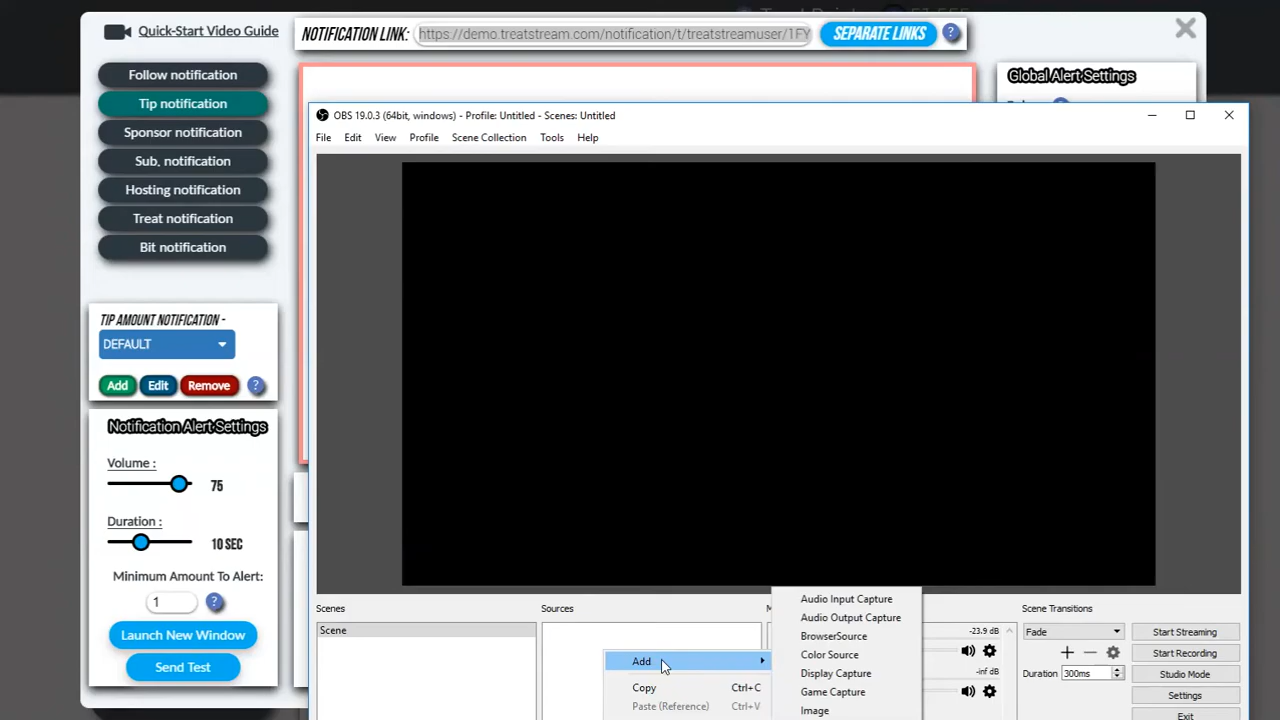 Quick-Start Video Guide
NOTIFICATION LINK:
https://demo.treatstream.com/notification/t/treatstreamuser/1FY
SEPARATE LINKS
?
Follow notification
Tip notification
Sponsor notification
Sub. notification
Hosting notification
Treat notification
Bit notification
Global Alert Settings
OBS 19.0.3 (64bit, windows) - Profile: Untitled - Scenes: Untitled
File Edit View Profile Scene Collection Tools Help
TIP AMOUNT NOTIFICATION -
DEFAULT
Add Edit Remove ?
Notification Alert Settings
Volume :
75
Duration :
10 SEC
Minimum Amount To Alert:
1 ?
Launch New Window
Send Test
Scenes
Scene
Sources
Add
Copy Ctrl+C
Paste (Reference) Ctrl+V
Audio Input Capture
Audio Output Capture
BrowserSource
Color Source
Display Capture
Game Capture
Image
-23.9 dB
-inf dB
Scene Transitions
Fade
300ms
Start Streaming
Start Recording
Studio Mode
Settings
Exit